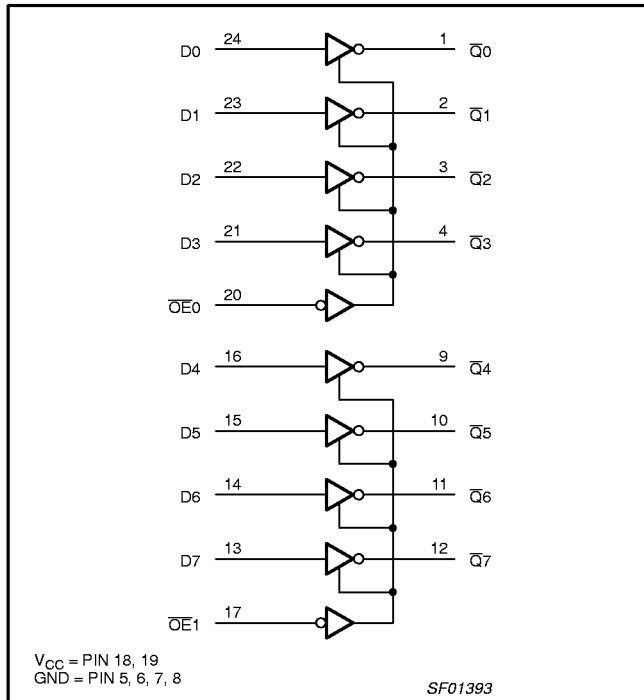 D0 24 1 Q̅0
D1 23 2 Q̅1
D2 22 3 Q̅2
D3 21 4 Q̅3
O̅E̅0 20
D4 16 9 Q̅4
D5 15 10 Q̅5
D6 14 11 Q̅6
D7 13 12 Q̅7
O̅E̅1 17
VCC = PIN 18, 19
GND = PIN 5, 6, 7, 8
SF01393